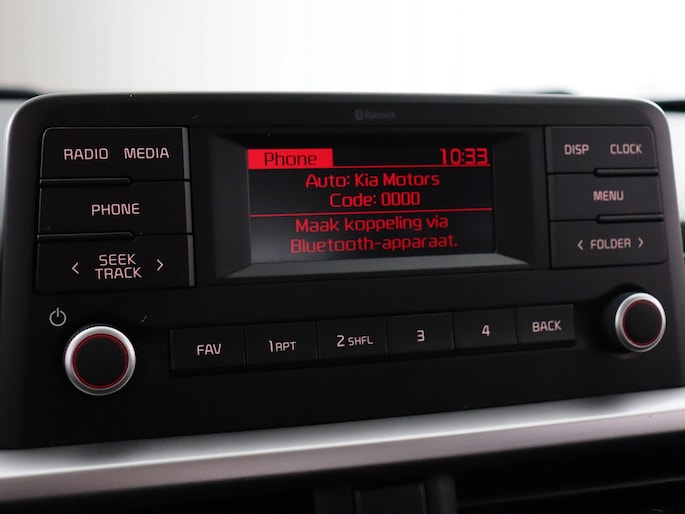 Bluetooth
RADIO MEDIA
PHONE
< SEEK TRACK >
Phone 10:33
Auto: Kia Motors
Code: 0000
Maak koppeling via
Bluetooth-apparaat.
DISP CLOCK
MENU
< FOLDER >
FAV 1 RPT 2 SHFL 3 4 BACK